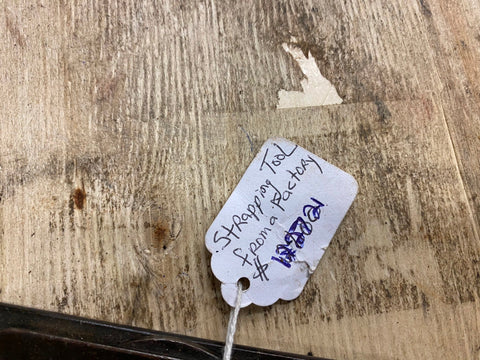 Strapping Tool
from a Factory
$